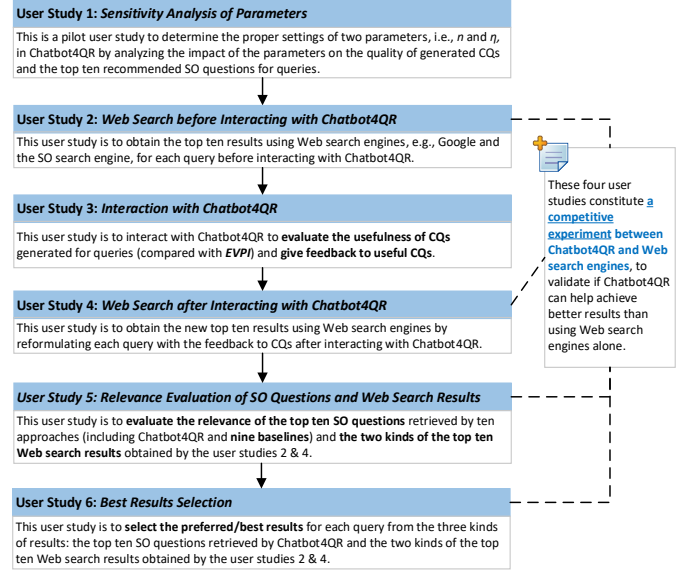 User Study 1: Sensitivity Analysis of Parameters
This is a pilot user study to determine the proper settings of two parameters, i.e., n and η,
in Chatbot4QR by analyzing the impact of the parameters on the quality of generated CQs
and the top ten recommended SO questions for queries.
User Study 2: Web Search before Interacting with Chatbot4QR
This user study is to obtain the top ten results using Web search engines, e.g., Google and
the SO search engine, for each query before interacting with Chatbot4QR.
User Study 3: Interaction with Chatbot4QR
This user study is to interact with Chatbot4QR to evaluate the usefulness of CQs
generated for queries (compared with EVPI) and give feedback to useful CQs.
User Study 4: Web Search after Interacting with Chatbot4QR
This user study is to obtain the new top ten results using Web search engines by
reformulating each query with the feedback to CQs after interacting with Chatbot4QR.
User Study 5: Relevance Evaluation of SO Questions and Web Search Results
This user study is to evaluate the relevance of the top ten SO questions retrieved by ten
approaches (including Chatbot4QR and nine baselines) and the two kinds of the top ten
Web search results obtained by the user studies 2 & 4.
User Study 6: Best Results Selection
This user study is to select the preferred/best results for each query from the three kinds
of results: the top ten SO questions retrieved by Chatbot4QR and the two kinds of the top
ten Web search results obtained by the user studies 2 & 4.
These four user
studies constitute a
competitive
experiment between
Chatbot4QR and Web
search engines, to
validate if Chatbot4QR
can help achieve
better results than
using Web search
engines alone.